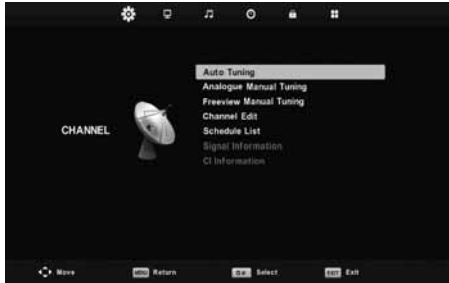 Auto Tuning
Analogue Manual Tuning
Freeview Manual Tuning
Channel Edit
CHANNEL
Schedule List
Signal Information
CI Information
Move
MENU Return
OK Select
EXIT Exit